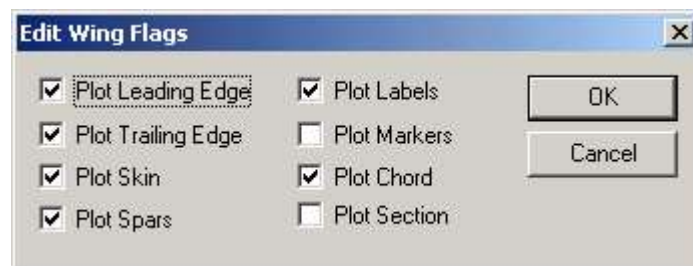 Edit Wing Flags
Plot Leading Edge
Plot Trailing Edge
Plot Skin
Plot Spars
Plot Labels
Plot Markers
Plot Chord
Plot Section
OK
Cancel